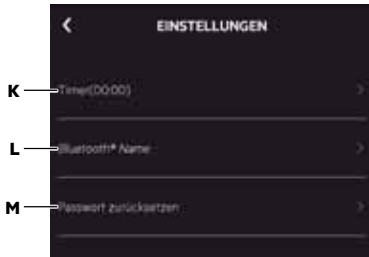 EINSTELLUNGEN
K Timer(00:00)
L Bluetooth® Name
M Passwort zurücksetzen